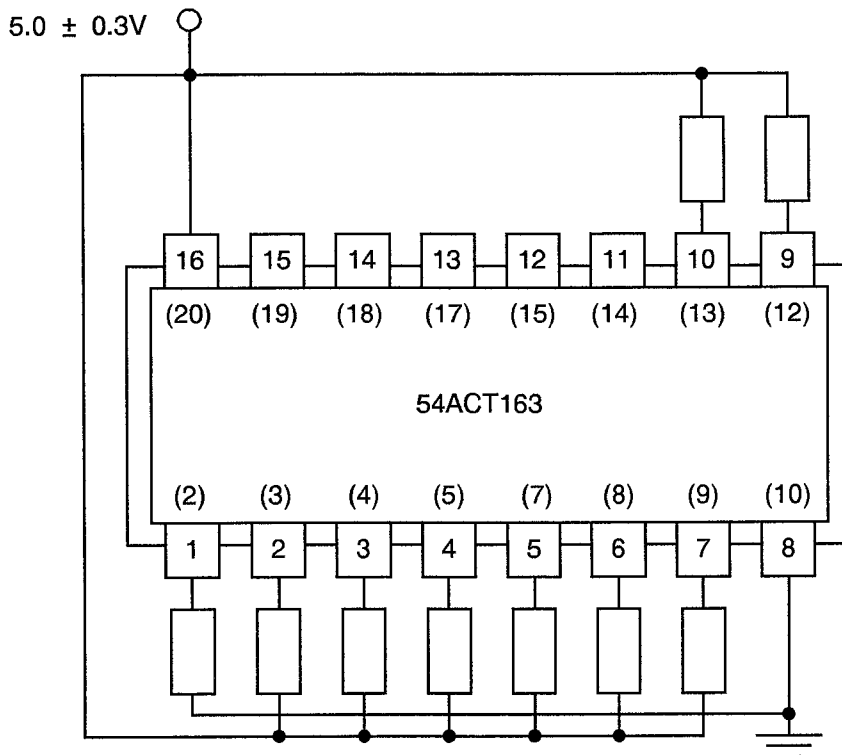 5.0 ± 0.3V
16 15 14 13 12 11 10 9
(20) (19) (18) (17) (15) (14) (13) (12)
54ACT163
(2) (3) (4) (5) (7) (8) (9) (10)
1 2 3 4 5 6 7 8